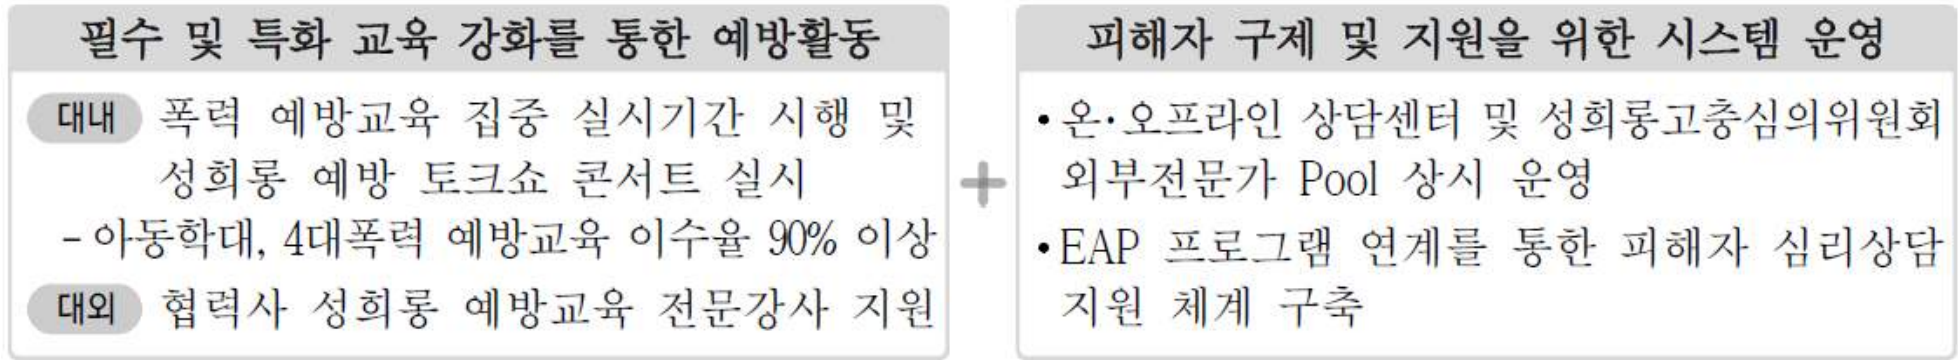 필수 및 특화 교육 강화를 통한 예방활동
대내 폭력 예방교육 집중 실시기간 시행 및
성희롱 예방 토크쇼 콘서트 실시
- 아동학대, 4대폭력 예방교육 이수율 90% 이상
대외 협력사 성희롱 예방교육 전문강사 지원
+
피해자 구제 및 지원을 위한 시스템 운영
•온·오프라인 상담센터 및 성희롱고충심의위원회
외부전문가 Pool 상시 운영
•EAP 프로그램 연계를 통한 피해자 심리상담
지원 체계 구축